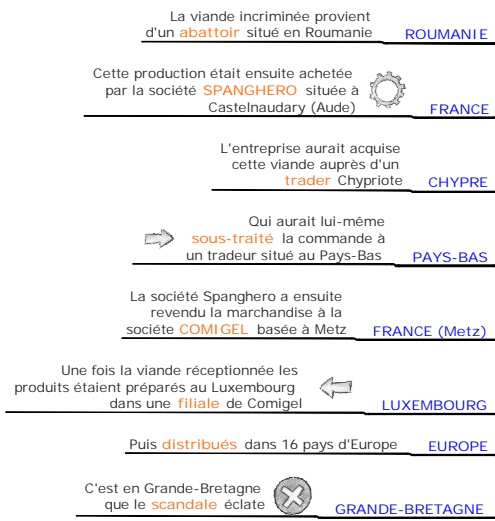 La viande incriminée provient
d'un abattoir situé en Roumanie
ROUMANIE
Cette production était ensuite achetée
par la société SPANGHERO située à
Castelnaudary (Aude)
FRANCE
L'entreprise aurait acquise
cette viande auprès d'un
trader Chypriote
CHYPRE
Qui aurait lui-même
sous-traité la commande à
un tradeur situé au Pays-Bas
PAYS-BAS
La société Spanghero a ensuite
revendu la marchandise à la
sociéte COMIGEL basée à Metz
FRANCE (Metz)
Une fois la viande réceptionnée les
produits étaient préparés au Luxembourg
dans une filiale de Comigel
LUXEMBOURG
Puis distribués dans 16 pays d'Europe
EUROPE
C'est en Grande-Bretagne
que le scandale éclate
GRANDE-BRETAGNE